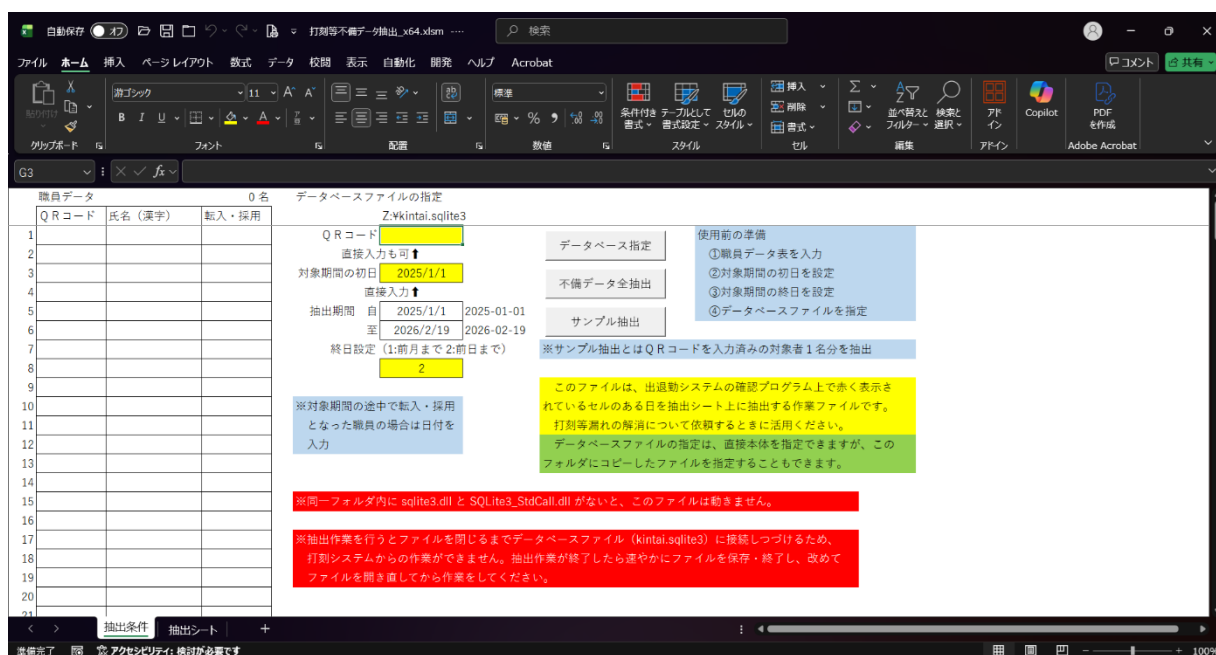 自動保存 オフ 打刻等不備データ抽出_x64.xlsm ···· 検索
ファイル ホーム 挿入 ページ レイアウト 数式 データ 校閲 表示 自動化 開発 ヘルプ Acrobat コメント 共有
貼り付け 游ゴシック 11 A A 標準 条件付き 書式 テーブルとして 書式設定 セルの スタイル 挿入 削除 書式 並べ替えと フィルター 検索と 選択 アド イン Copilot PDF を作成
B I U A % 9
クリップボード フォント 配置 数値 スタイル セル 編集 アドイン Adobe Acrobat
G3 fx
職員データ 0 名 データベースファイルの指定
ＱＲコード 氏名（漢字） 転入・採用 Z:¥kintai.sqlite3
1 ＱＲコード データベース指定 使用前の準備
2 直接入力も可⬆ ①職員データ表を入力
3 対象期間の初日 2025/1/1 不備データ全抽出 ②対象期間の初日を設定
4 直接入力⬆ ③対象期間の終日を設定
5 抽出期間 自 2025/1/1 2025-01-01 サンプル抽出 ④データベースファイルを指定
6 至 2026/2/19 2026-02-19
7 終日設定（1:前月まで 2:前日まで） ※サンプル抽出とはＱＲコードを入力済みの対象者１名分を抽出
8 2
9 このファイルは、出退勤システムの確認プログラム上で赤く表示さ
10 ※対象期間の途中で転入・採用 れているセルのある日を抽出シート上に抽出する作業ファイルです。
11 となった職員の場合は日付を 打刻等漏れの解消について依頼するときに活用ください。
12 入力 データベースファイルの指定は、直接本体を指定できますが、この
13 フォルダにコピーしたファイルを指定することもできます。
14
15 ※同一フォルダ内に sqlite3.dll と SQLite3_StdCall.dll がないと、このファイルは動きません。
16
17 ※抽出作業を行うとファイルを閉じるまでデータベースファイル（kintai.sqlite3）に接続しつづけるため、
18 打刻システムからの作業ができません。抽出作業が終了したら速やかにファイルを保存・終了し、改めて
19 ファイルを開き直してから作業をしてください。
20
21
抽出条件 抽出シート +
準備完了 アクセシビリティ: 検討が必要です 100%